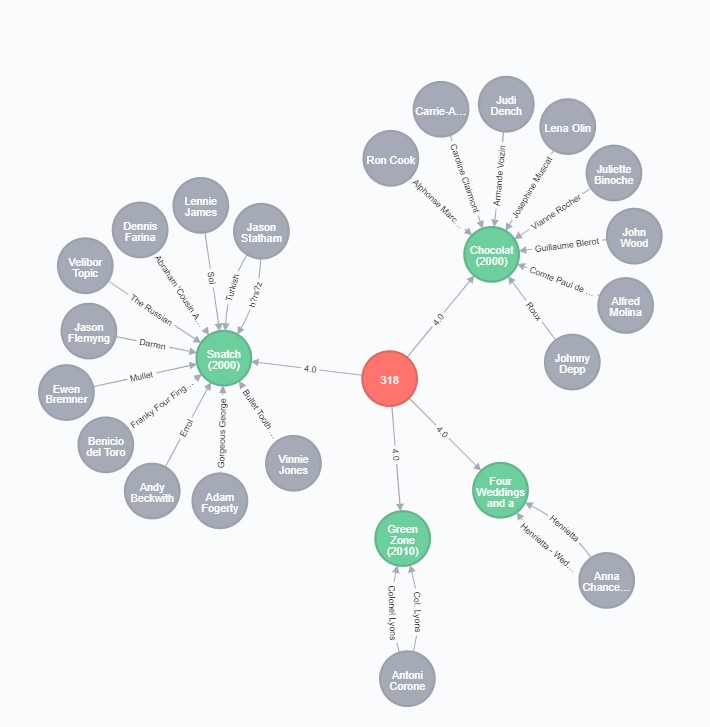 Carrie-A...
Judi
Dench
Lena Olin
Ron Cook
Juliette
Binoche
John
Wood
Alfred
Molina
Johnny
Depp
Alphonse Marc...
Caroline Clairmont
Armande Voizin
Josephine Muscat
Vianne Rocher
Guillaume Blerot
Comte Paul de ...
Roux
Chocolat
(2000)
4.0
Lennie
James
Jason
Statham
Dennis
Farina
Velibor
Topic
Jason
Flemyng
Ewen
Bremner
Benicio
del Toro
Andy
Beckwith
Adam
Fogerty
Vinnie
Jones
Abraham 'Cousin A...
Sol
Turkish
h?rs?z
The Russian
Darren
Mullet
Franky Four Fing...
Errol
Gorgeous George
Bullet Tooth ...
Snatch
(2000)
4.0
318
4.0
4.0
Four
Weddings
and a
Henrietta
Henrietta - Wed...
Anna
Chance...
Green
Zone
(2010)
Colonel Lyons
Col. Lyons
Antoni
Corone